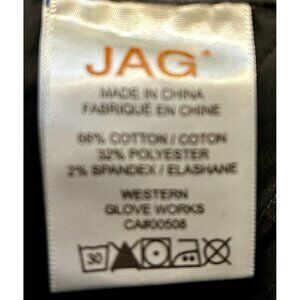 JAG
MADE IN CHINA
FABRIQUÉ EN CHINE
66% COTTON / COTON
32% POLYESTER
2% SPANDEX / ELASHANE
WESTERN
GLOVE WORKS
CA#00508
30